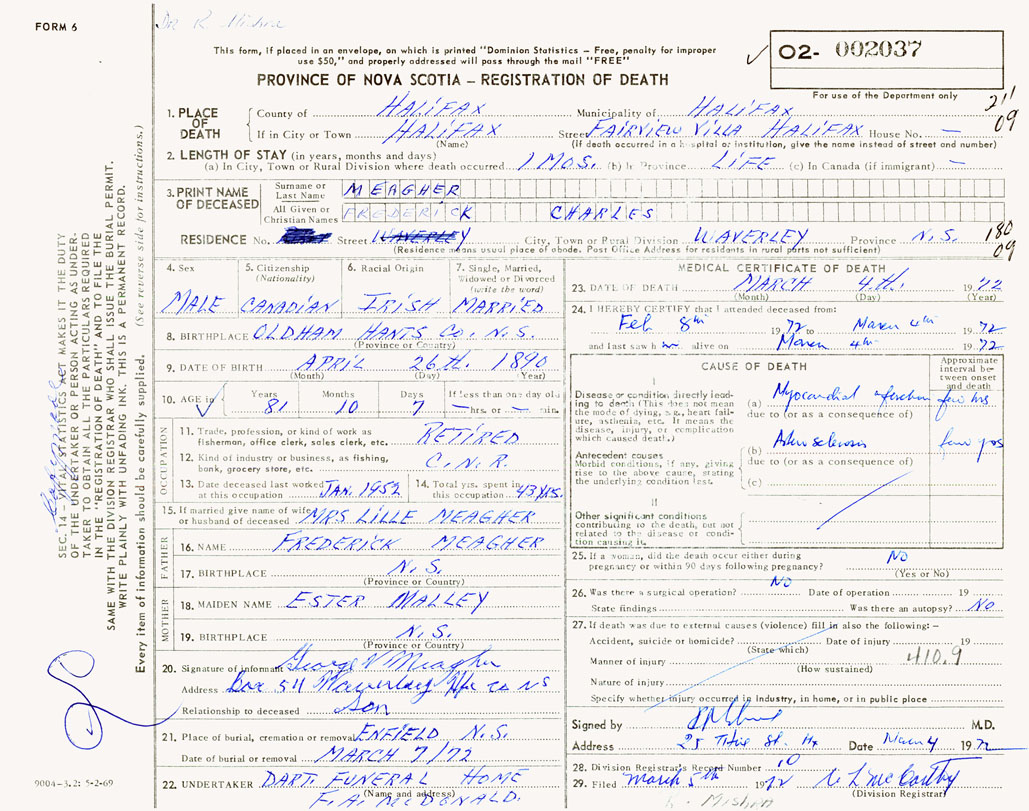 FORM 6
Dr R
This form, if placed in an envelope, on which is printed "Dominion Statistics – Free, penalty for improper
use $50," and properly addressed will pass through the mail "FREE"
PROVINCE OF NOVA SCOTIA – REGISTRATION OF DEATH
O2- 002037
For use of the Department only
211
09
1. PLACE OF DEATH
County of HALIFAX Municipality of HALIFAX
If in City or Town HALIFAX Street FAIRVIEW VILLA HALIFAX House No. —
(Name) (If death occurred in a hospital or institution, give the name instead of street and number)
2. LENGTH OF STAY (in years, months and days)
(a) In City, Town or Rural Division where death occurred 1 MOS. (b) In Province LIFE (c) In Canada (if immigrant) —
3. PRINT NAME OF DECEASED
Surname or Last Name MEAGHER
All Given or Christian Names FREDERICK CHARLES
RESIDENCE No. Street WAVERLEY City, Town or Rural Division WAVERLEY Province N.S.
180
09
(Residence means usual place of abode. Post Office Address for residents in rural parts not sufficient)
4. Sex 5. Citizenship (Nationality) 6. Racial Origin 7. Single, Married, Widowed or Divorced (write the word)
MALE CANADIAN IRISH MARRIED
8. BIRTHPLACE OLDHAM HANTS Co. N.S.
(Province or Country)
9. DATE OF BIRTH APRIL 26th. 1890
(Month) (Day) (Year)
10. AGE in Years Months Days If less than one day old
81 10 7 — hrs. or — min.
OCCUPATION
11. Trade, profession, or kind of work as
fisherman, office clerk, sales clerk, etc. RETIRED
12. Kind of industry or business, as fishing,
bank, grocery store, etc. C.N.R.
13. Date deceased last worked at this occupation JAN. 1952 14. Total yrs. spent in this occupation 43 yrs.
15. If married give name of wife
or husband of deceased MRS LILLE MEAGHER
FATHER
16. NAME FREDERICK MEAGHER
17. BIRTHPLACE N.S.
(Province or Country)
MOTHER
18. MAIDEN NAME ESTER MALLEY
19. BIRTHPLACE N.S.
(Province or Country)
20. Signature of informant George V Meagher
Address Box 511 Waverley Hfx Co NS
Relationship to deceased Son
21. Place of burial, cremation or removal ENFIELD N.S.
Date of burial or removal MARCH 7/72
22. UNDERTAKER DART. FUNERAL HOME
(Name and address)
F. A. McDONALD.
MEDICAL CERTIFICATE OF DEATH
23. DATE OF DEATH MARCH 4th. 1972
(Month) (Day) (Year)
24. I HEREBY CERTIFY that I attended deceased from:
Feb 8th 1972 to March 4th 1972
and last saw him alive on March 4th 1972
CAUSE OF DEATH
Approximate interval between onset and death
I
Disease or condition directly leading to death (This does not mean
the mode of dying, e.g., heart failure, asthenia, etc. It means the
disease, injury, or complication
which caused death.)
(a) Myocardial few hrs
due to (or as a consequence of)
Antecedent causes
Morbid conditions, if any, giving
rise to the above cause, stating
the underlying condition last.
(b) few yrs
due to (or as a consequence of)
(c)
II
Other significant conditions
contributing to the death, but not
related to the disease or condition causing it.
25. If a woman, did the death occur either during
pregnancy or within 90 days following pregnancy? NO
(Yes or No)
26. Was there a surgical operation? NO Date of operation 19
State findings Was there an autopsy? NO
27. If death was due to external causes (violence) fill in also the following: –
Accident, suicide or homicide? Date of injury 19
(State which)
Manner of injury 410.9
(How sustained)
Nature of injury
Specify whether injury occurred in industry, in home, or in public place
Signed by M.D.
Address 25 Titus St. Hx Date March 4 1972
28. Division Registrar's Record Number 10
29. Filed March 5th 1972
(Division Registrar)
SEC. 14 – VITAL STATISTICS ACT MAKES IT THE DUTY
OF THE UNDERTAKER OR PERSON ACTING AS UNDERTAKER TO OBTAIN ALL THE PARTICULARS REQUIRED
IN THE "REGISTRATION OF DEATH" AND TO FILE THE
SAME WITH THE DIVISION REGISTRAR WHO SHALL ISSUE THE BURIAL PERMIT.
WRITE PLAINLY WITH UNFADING INK. THIS IS A PERMANENT RECORD.
Every item of information should be carefully supplied. (See reverse side for instructions.)
9004-3.2: 5-2-69